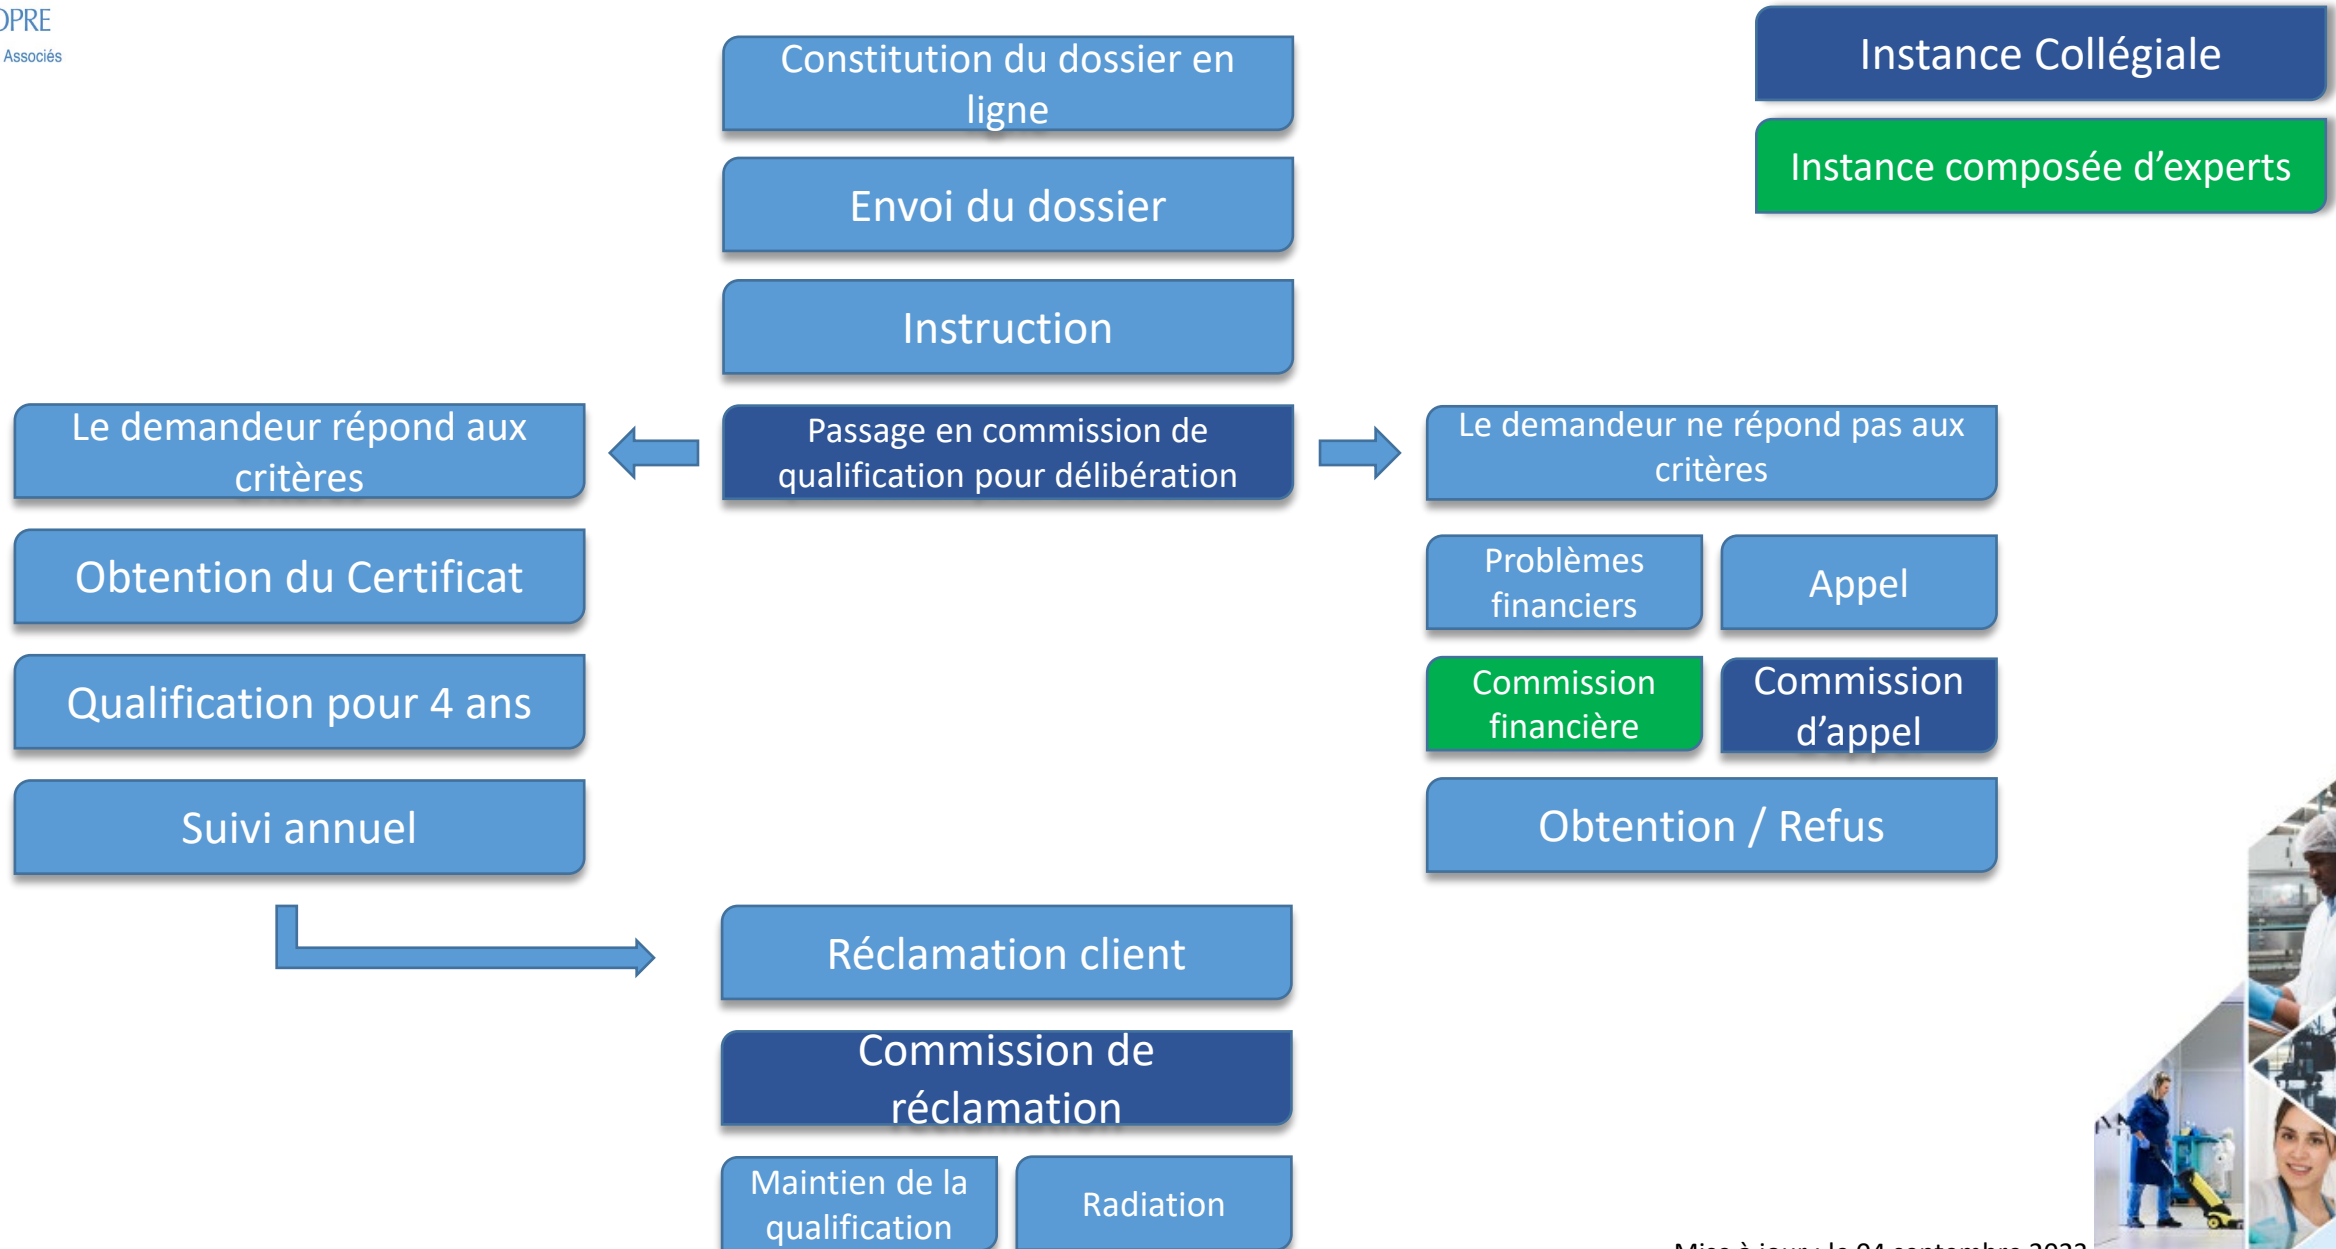 Associés
Constitution du dossier en
ligne
Instance Collégiale
Envoi du dossier
Instance composée d’experts
Instruction
Le demandeur répond aux
critères
Passage en commission de
qualification pour délibération
Le demandeur ne répond pas aux
critères
Obtention du Certificat
Problèmes
financiers
Appel
Qualification pour 4 ans
Commission
financière
Commission
d’appel
Suivi annuel
Obtention / Refus
Réclamation client
Commission de
réclamation
Maintien de la
qualification
Radiation